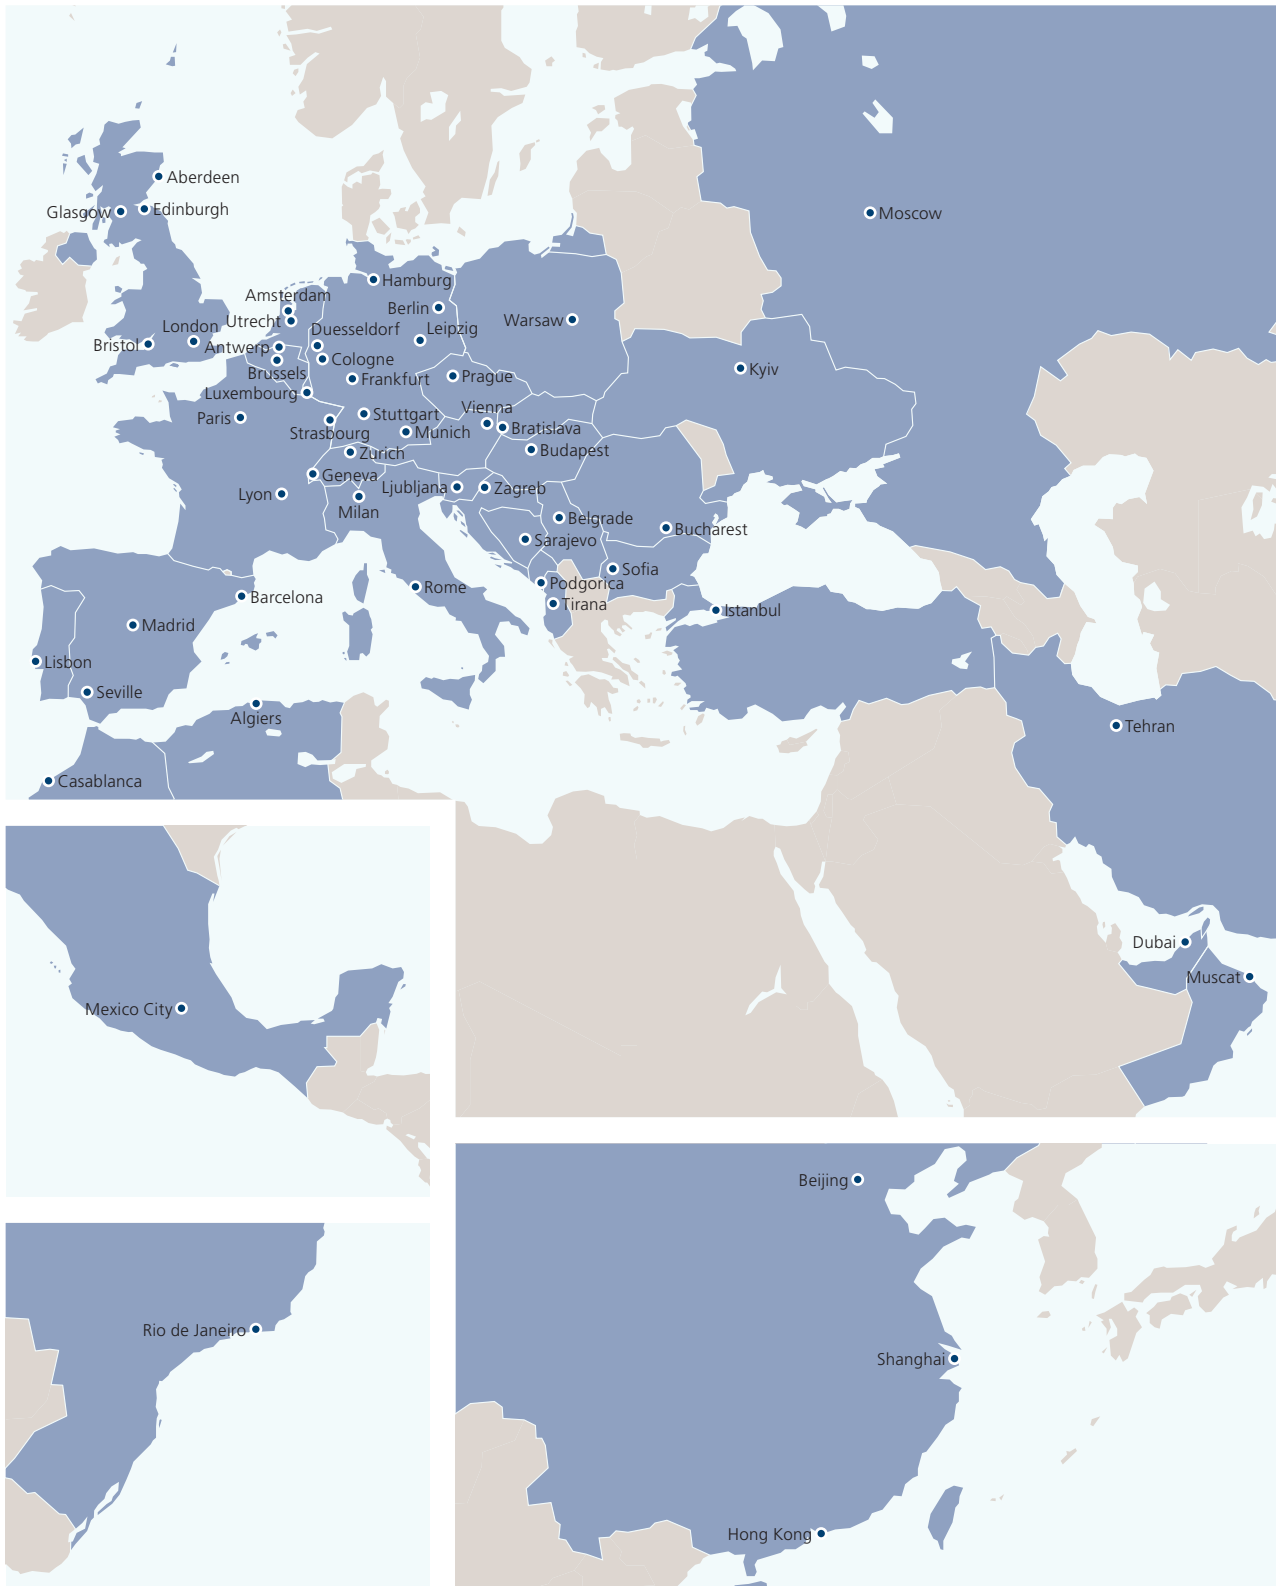 Aberdeen
Glasgow
Edinburgh
Moscow
Hamburg
Amsterdam
Berlin
Utrecht
Warsaw
London
Duesseldorf
Leipzig
Bristol
Antwerp
Cologne
Brussels
Kyiv
Frankfurt
Prague
Luxembourg
Vienna
Paris
Stuttgart
Strasbourg
Munich
Bratislava
Budapest
Zurich
Geneva
Ljubljana
Zagreb
Lyon
Milan
Belgrade
Bucharest
Sarajevo
Sofia
Podgorica
Rome
Barcelona
Tirana
Istanbul
Madrid
Lisbon
Seville
Algiers
Tehran
Casablanca
Dubai
Muscat
Mexico City
Beijing
Rio de Janeiro
Shanghai
Hong Kong